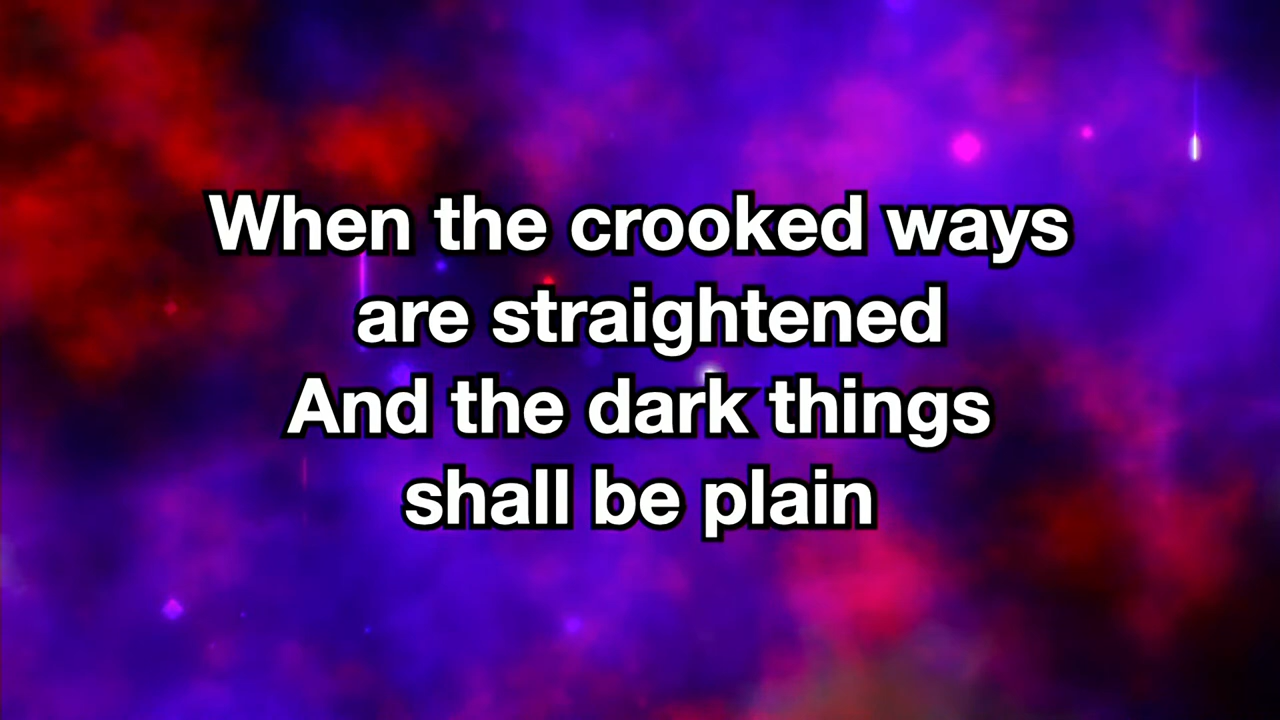 When the crooked ways
are straightened
And the dark things
shall be plain